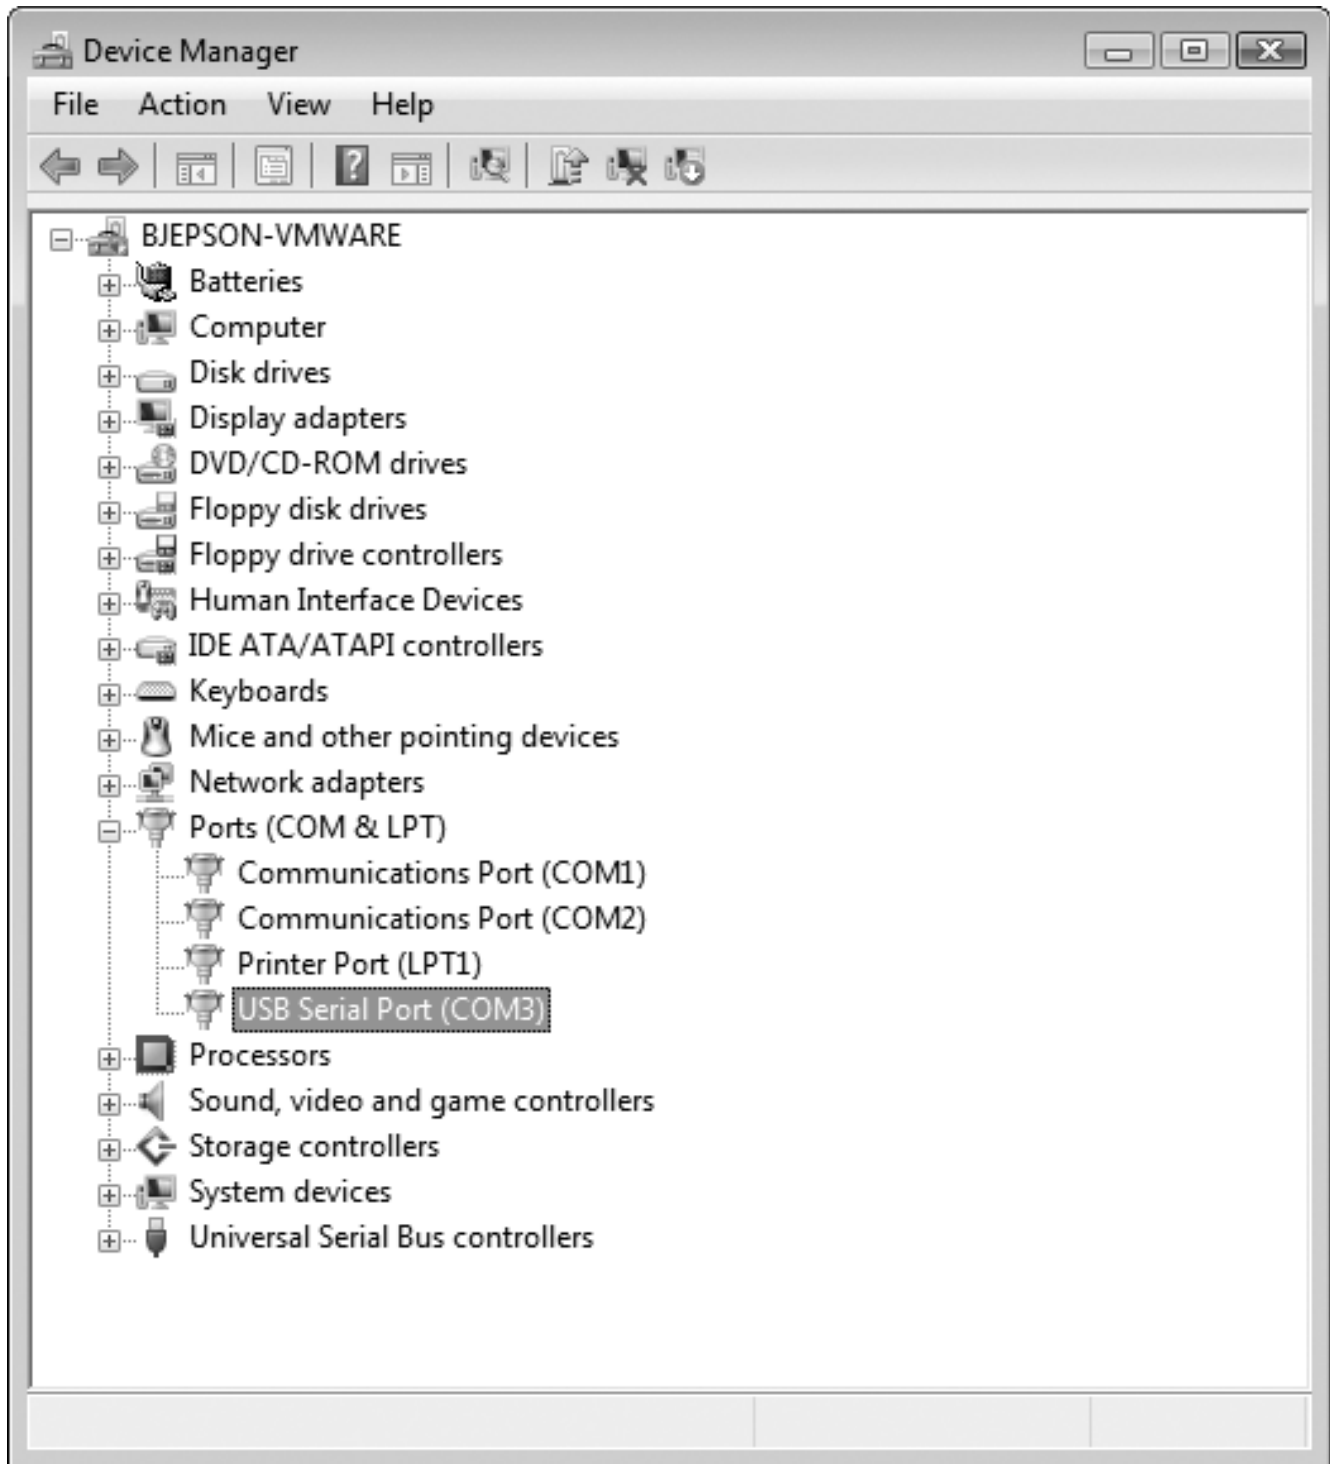 Device Manager
File Action View Help
BJEPSON-VMWARE
Batteries
Computer
Disk drives
Display adapters
DVD/CD-ROM drives
Floppy disk drives
Floppy drive controllers
Human Interface Devices
IDE ATA/ATAPI controllers
Keyboards
Mice and other pointing devices
Network adapters
Ports (COM & LPT)
Communications Port (COM1)
Communications Port (COM2)
Printer Port (LPT1)
USB Serial Port (COM3)
Processors
Sound, video and game controllers
Storage controllers
System devices
Universal Serial Bus controllers